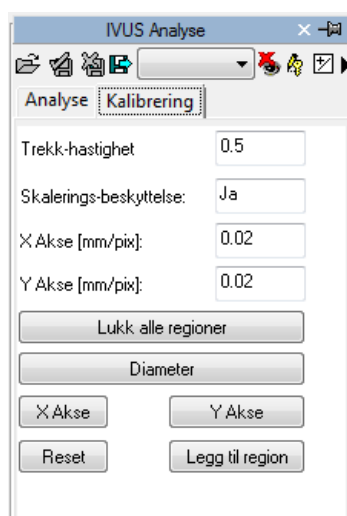 IVUS Analyse
Analyse Kalibrering
Trekk-hastighet 0.5
Skalerings-beskyttelse: Ja
X Akse [mm/pix]: 0.02
Y Akse [mm/pix]: 0.02
Lukk alle regioner
Diameter
X Akse Y Akse
Reset Legg til region